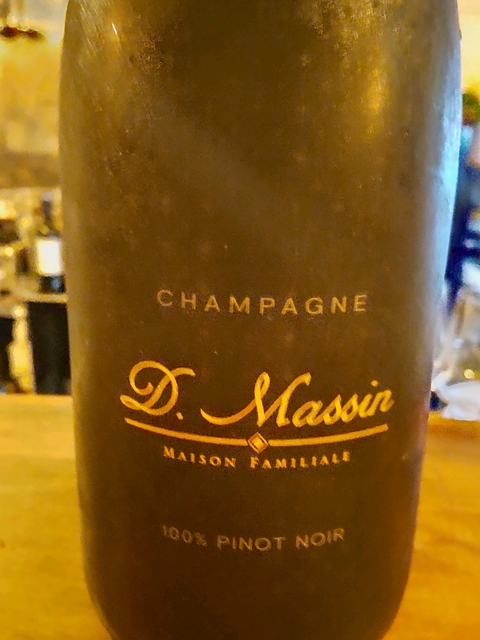 CHAMPAGNE
D. Massin
MAISON FAMILIALE
100% PINOT NOIR